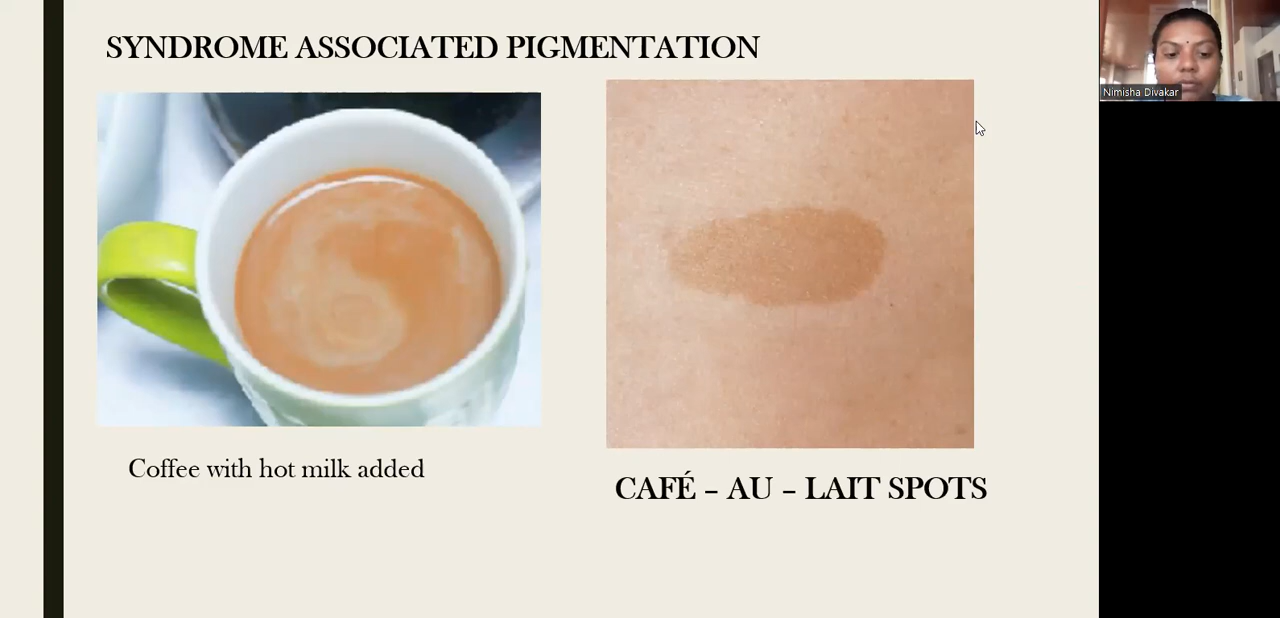 SYNDROME ASSOCIATED PIGMENTATION
Nimisha Divakar
Coffee with hot milk added
CAFÉ – AU – LAIT SPOTS